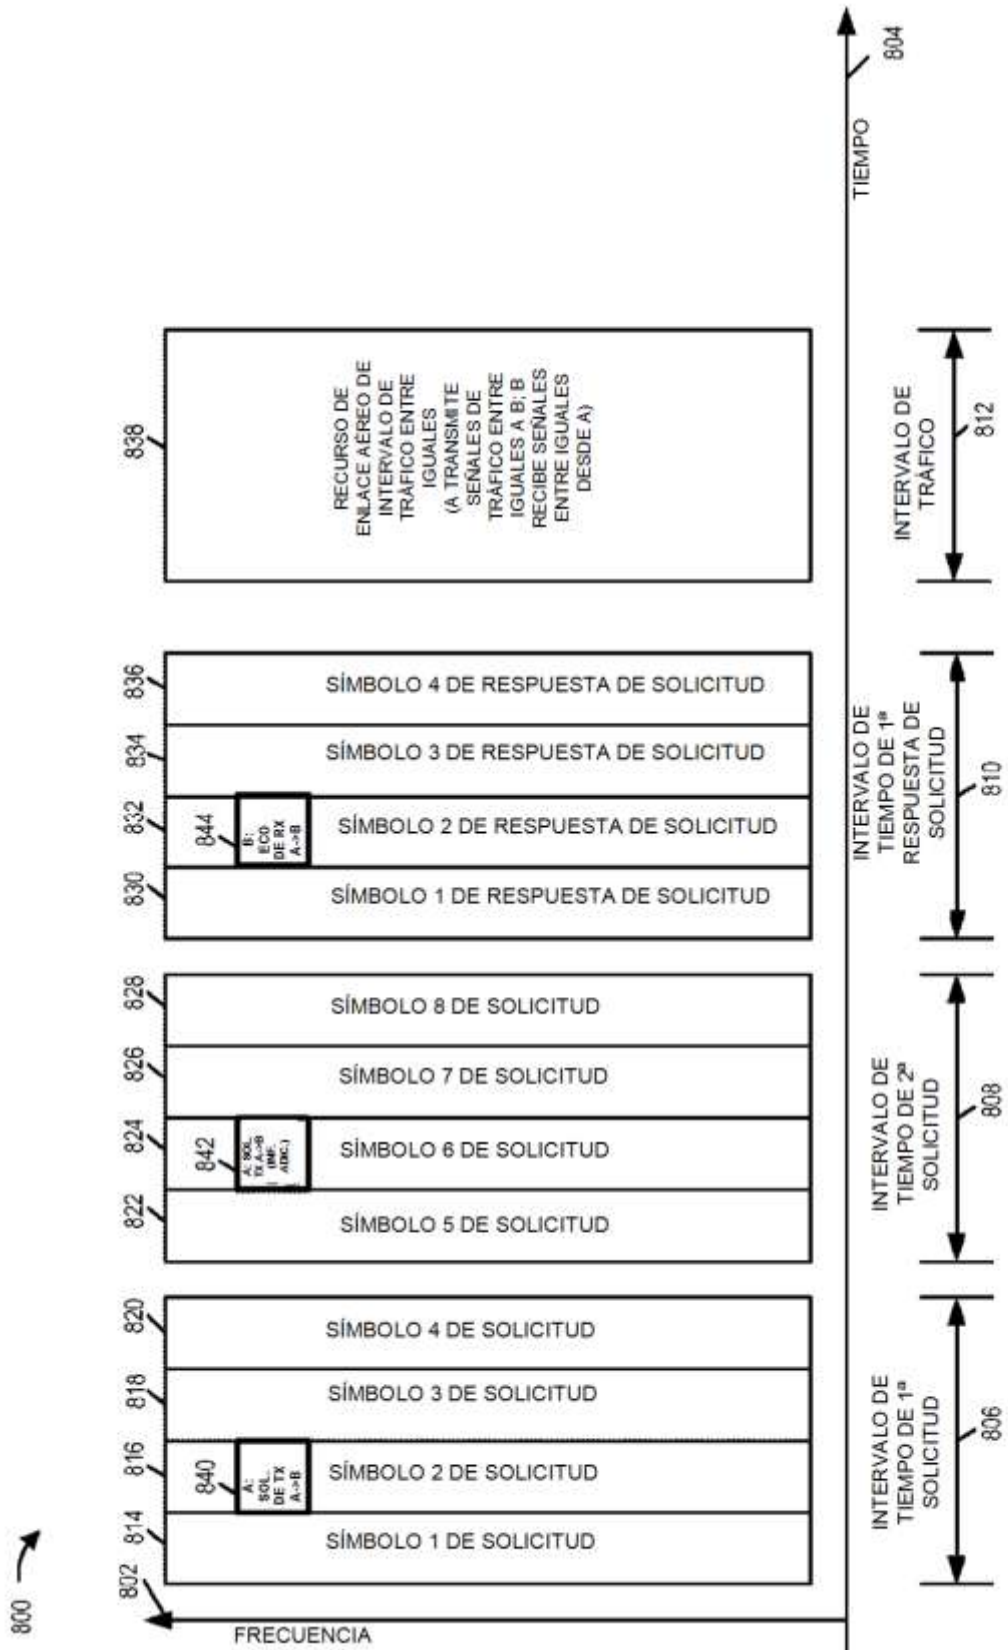 800
804
TIEMPO
838
RECURSO DE
ENLACE AÉREO DE
INTERVALO DE
TRÁFICO ENTRE
IGUALES
(A TRANSMITE
SEÑALES DE
TRÁFICO ENTRE
IGUALES A B; B
RECIBE SEÑALES
ENTRE IGUALES
DESDE A)
INTERVALO DE
TRÁFICO
812
836
SÍMBOLO 4 DE RESPUESTA DE SOLICITUD
834
SÍMBOLO 3 DE RESPUESTA DE SOLICITUD
832
844
B:
ECO
DE RX
A->B
SÍMBOLO 2 DE RESPUESTA DE SOLICITUD
830
SÍMBOLO 1 DE RESPUESTA DE SOLICITUD
INTERVALO DE
TIEMPO DE 1ª
RESPUESTA DE
SOLICITUD
810
828
SÍMBOLO 8 DE SOLICITUD
826
SÍMBOLO 7 DE SOLICITUD
824
842
A: SOL.
TX A->B
(INF.
ADIC.)
SÍMBOLO 6 DE SOLICITUD
822
SÍMBOLO 5 DE SOLICITUD
INTERVALO DE
TIEMPO DE 2ª
SOLICITUD
808
820
SÍMBOLO 4 DE SOLICITUD
818
SÍMBOLO 3 DE SOLICITUD
816
840
A:
SOL.
DE TX
A->B
SÍMBOLO 2 DE SOLICITUD
814
SÍMBOLO 1 DE SOLICITUD
INTERVALO DE
TIEMPO DE 1ª
SOLICITUD
806
802
FRECUENCIA